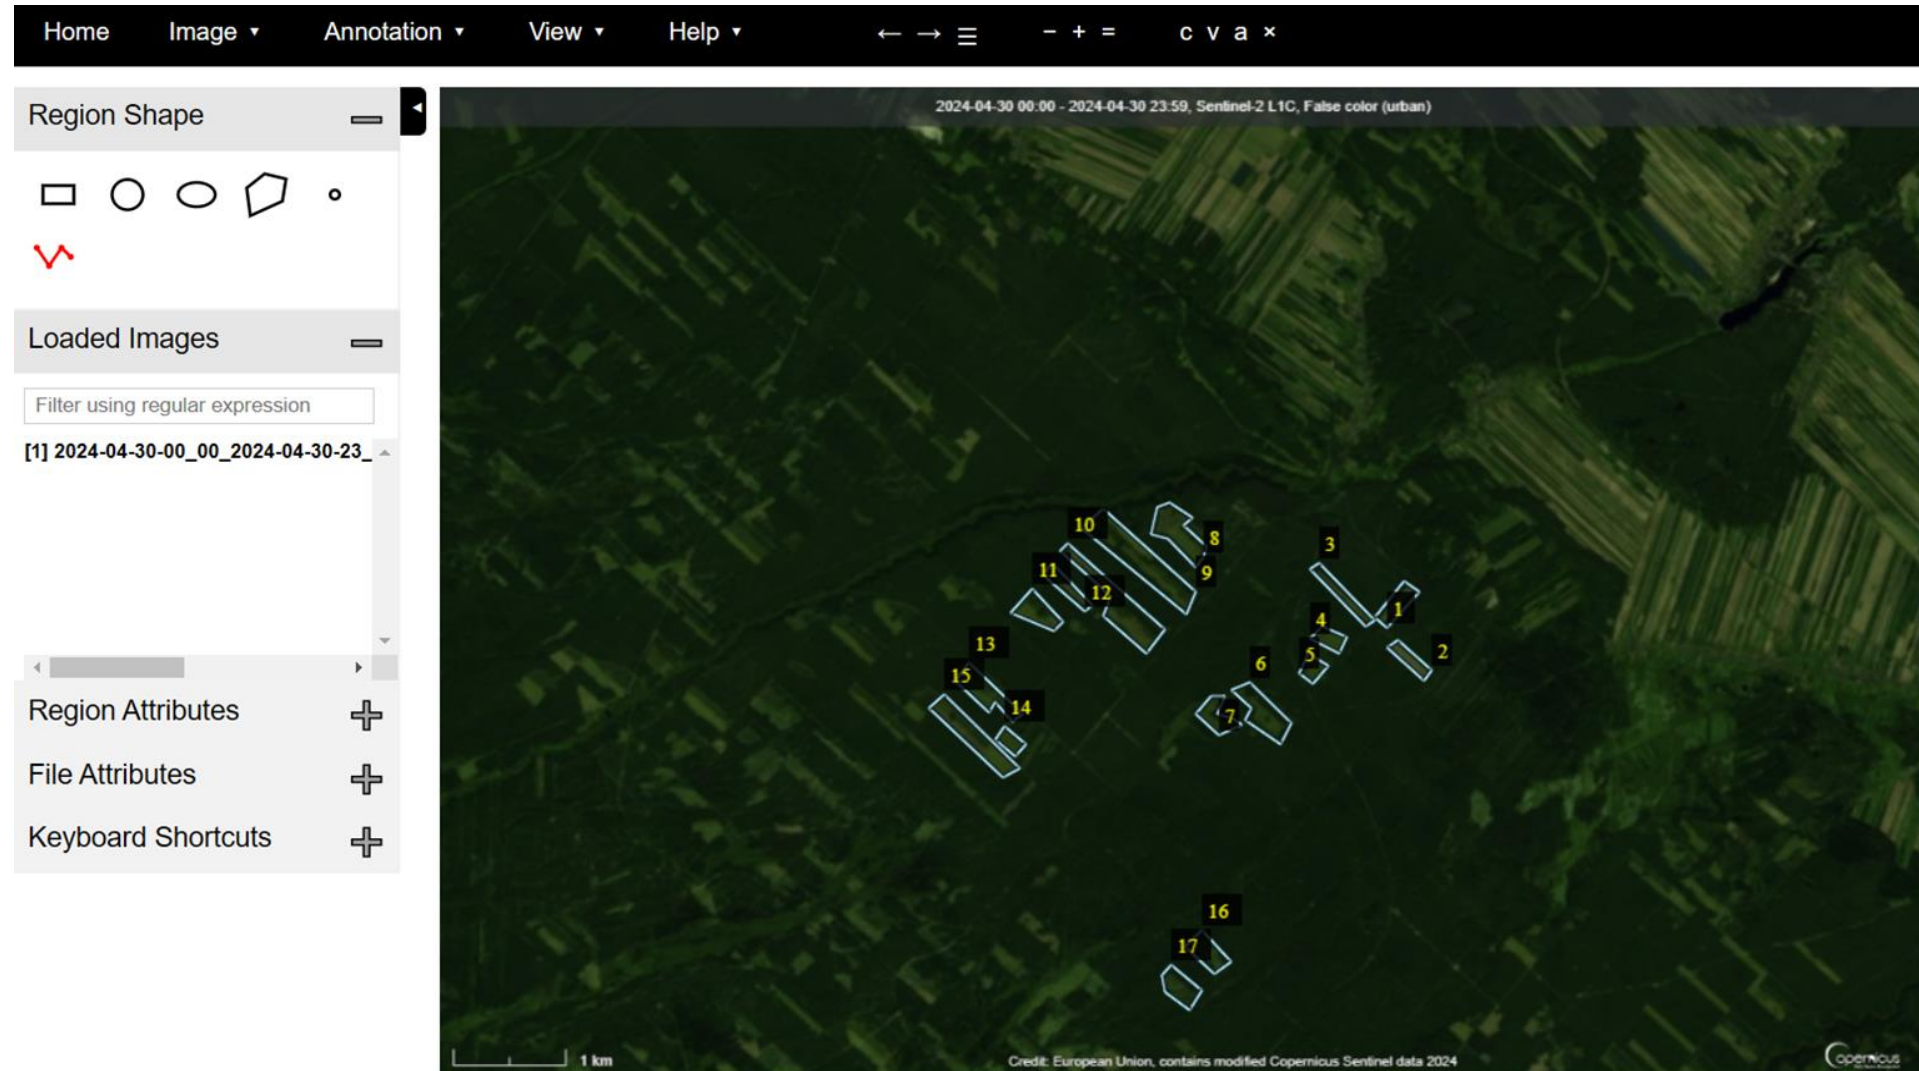 Home Image ▾ Annotation ▾ View ▾ Help ▾ ← → ☰ − + = c v a ×
Region Shape
2024-04-30 00:00 - 2024-04-30 23:59, Sentinel-2 L1C, False color (urban)
Loaded Images
Filter using regular expression
[1] 2024-04-30-00_00_2024-04-30-23_
Region Attributes
File Attributes
Keyboard Shortcuts
10
8
3
11
9
12
1
4
13
2
5
6
15
14
7
16
17
1 km
Credit: European Union, contains modified Copernicus Sentinel data 2024
opernicus